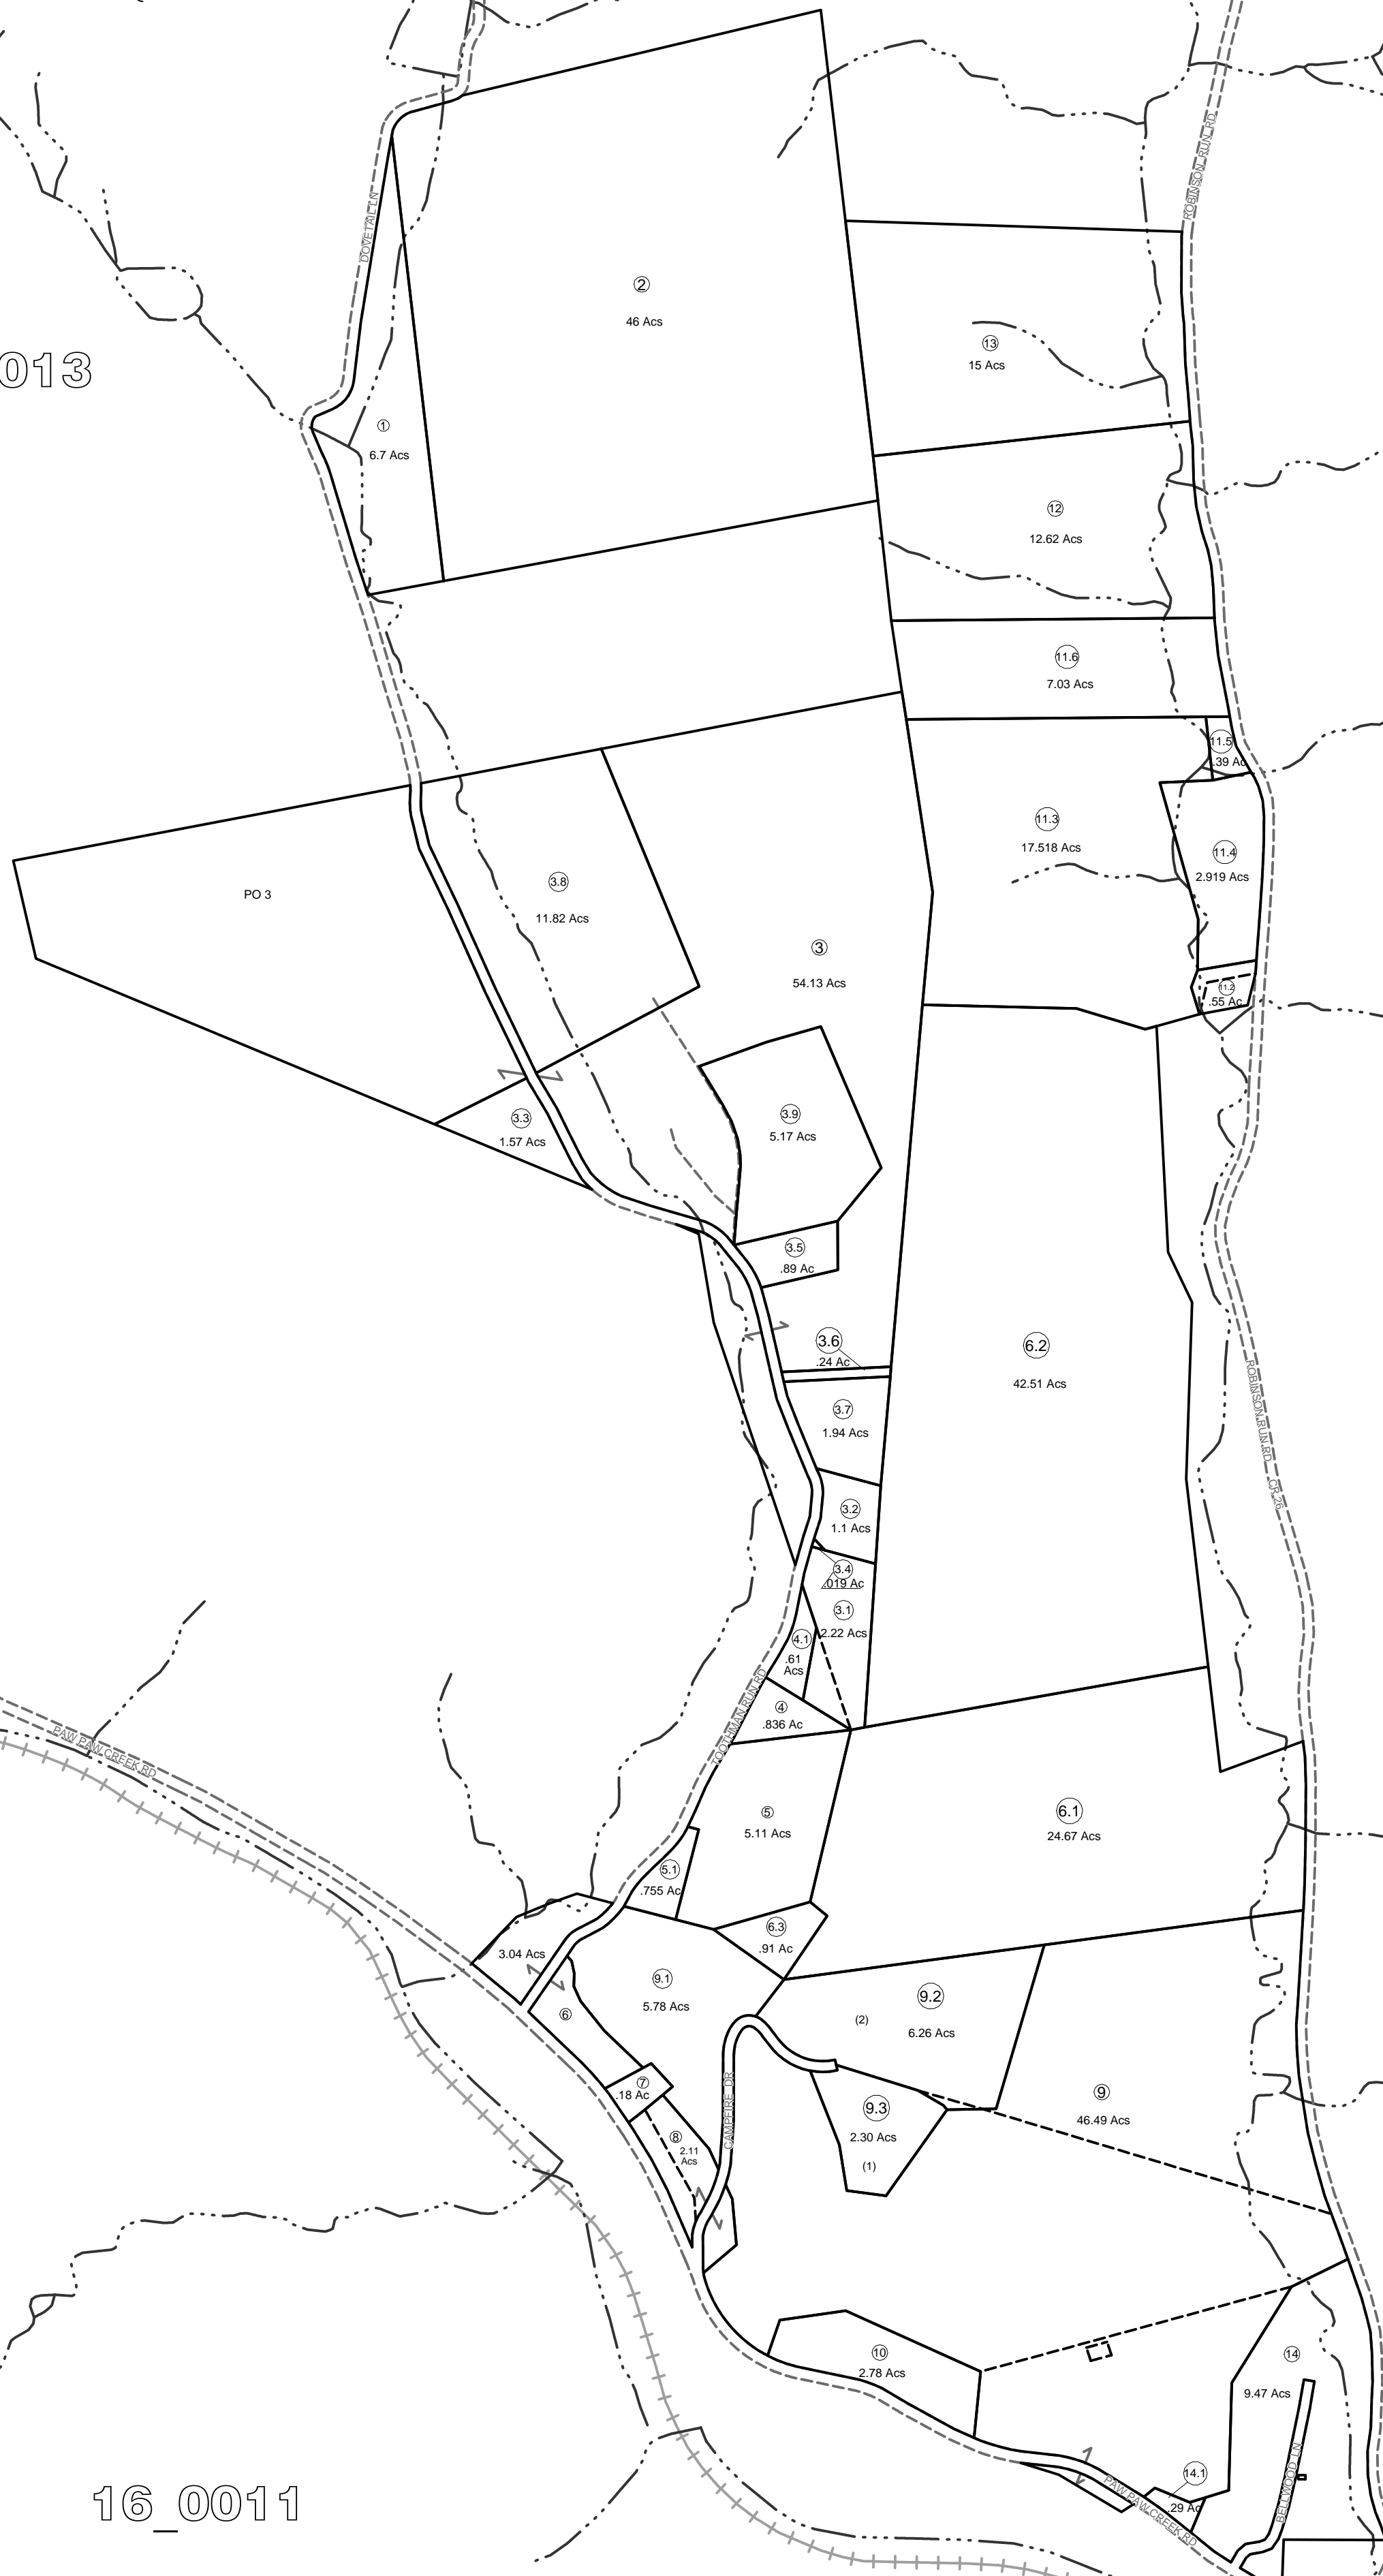 ROBINSON RUN RD
DOVETAIL LN
2
46 Acs
013
13
15 Acs
1
6.7 Acs
12
12.62 Acs
11.6
7.03 Acs
11.5
.39 Ac
11.3
17.518 Acs
11.4
2.919 Acs
PO 3
3.8
11.82 Acs
3
54.13 Acs
11.2
.55 Ac
3.3
1.57 Acs
3.9
5.17 Acs
3.5
.89 Ac
3.6
.24 Ac
6.2
42.51 Acs
ROBINSON RUN RD
CR 26
3.7
1.94 Acs
3.2
1.1 Acs
3.4
.019 Ac
3.1
2.22 Acs
4.1
.61
Acs
4
.836 Ac
TOOTHMAN RUN RD
PAW PAW CREEK RD
5
5.11 Acs
6.1
24.67 Acs
5.1
.755 Ac
6.3
.91 Ac
3.04 Acs
9.1
5.78 Acs
6
9.2
(2)
6.26 Acs
7
.18 Ac
CAMPFIRE DR
9
46.49 Acs
9.3
2.30 Acs
(1)
8
2.11
Acs
10
2.78 Acs
14
9.47 Acs
14.1
.29 Ac
BELLWOOD LN
PAW PAW CREEK RD
16_0011